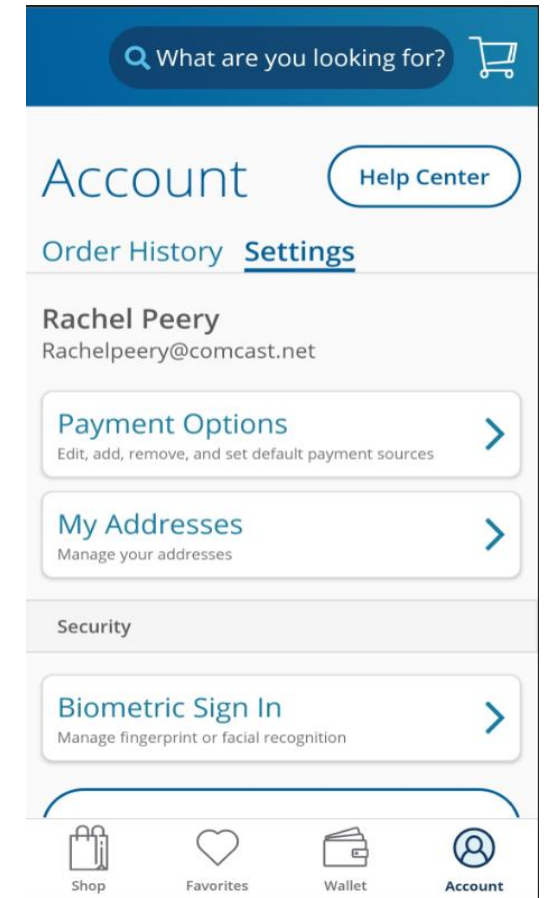 What are you looking for?
Account
Help Center
Order History Settings
Rachel Peery
Rachelpeery@comcast.net
Payment Options
Edit, add, remove, and set default payment sources
My Addresses
Manage your addresses
Security
Biometric Sign In
Manage fingerprint or facial recognition
Shop Favorites Wallet Account